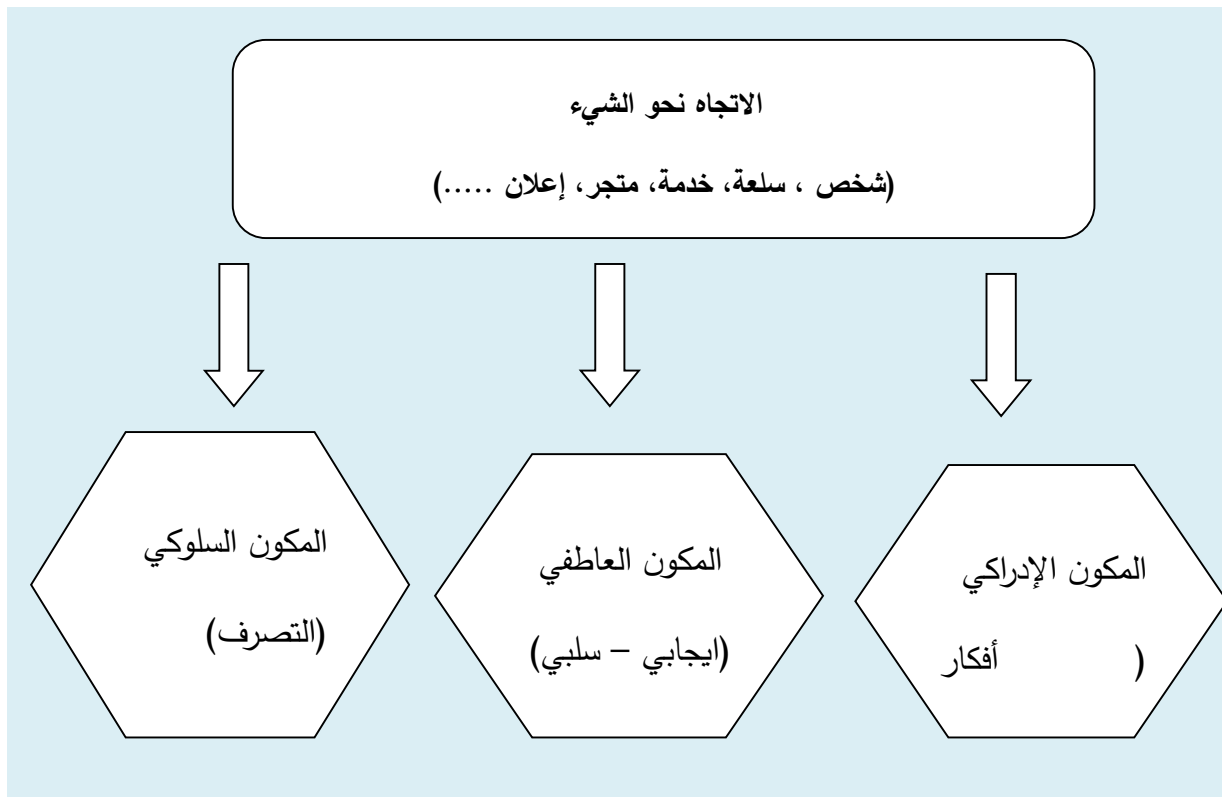 الاتجاه نحو الشيء
(شخص ، سلعة، خدمة، متجر، إعلان .....)
المكون الإدراكي
( أفكار
المكون العاطفي
(ايجابي – سلبي)
المكون السلوكي
(التصرف)